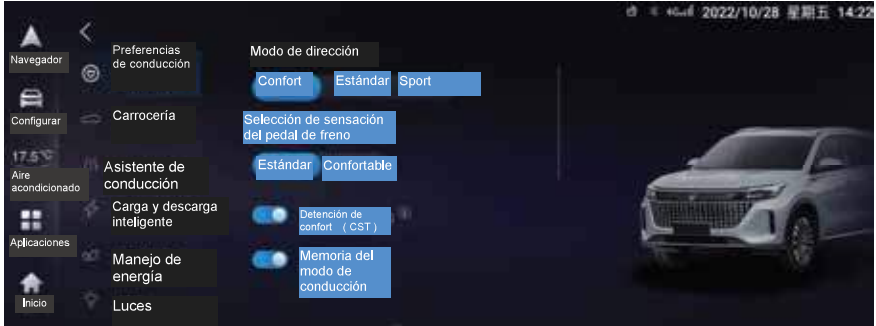 2022/10/28 星期五 14:22
Navegador
Configurar
17.5℃
Aire
acondicionado
Aplicaciones
Inicio
Preferencias
de conducción
Carrocería
Asistente de
conducción
Carga y descarga
inteligente
Manejo de
energía
Luces
Modo de dirección
Confort Estándar Sport
Selección de sensación
del pedal de freno
Estándar Confortable
Detención de
confort ( CST )
Memoria del
modo de
conducción